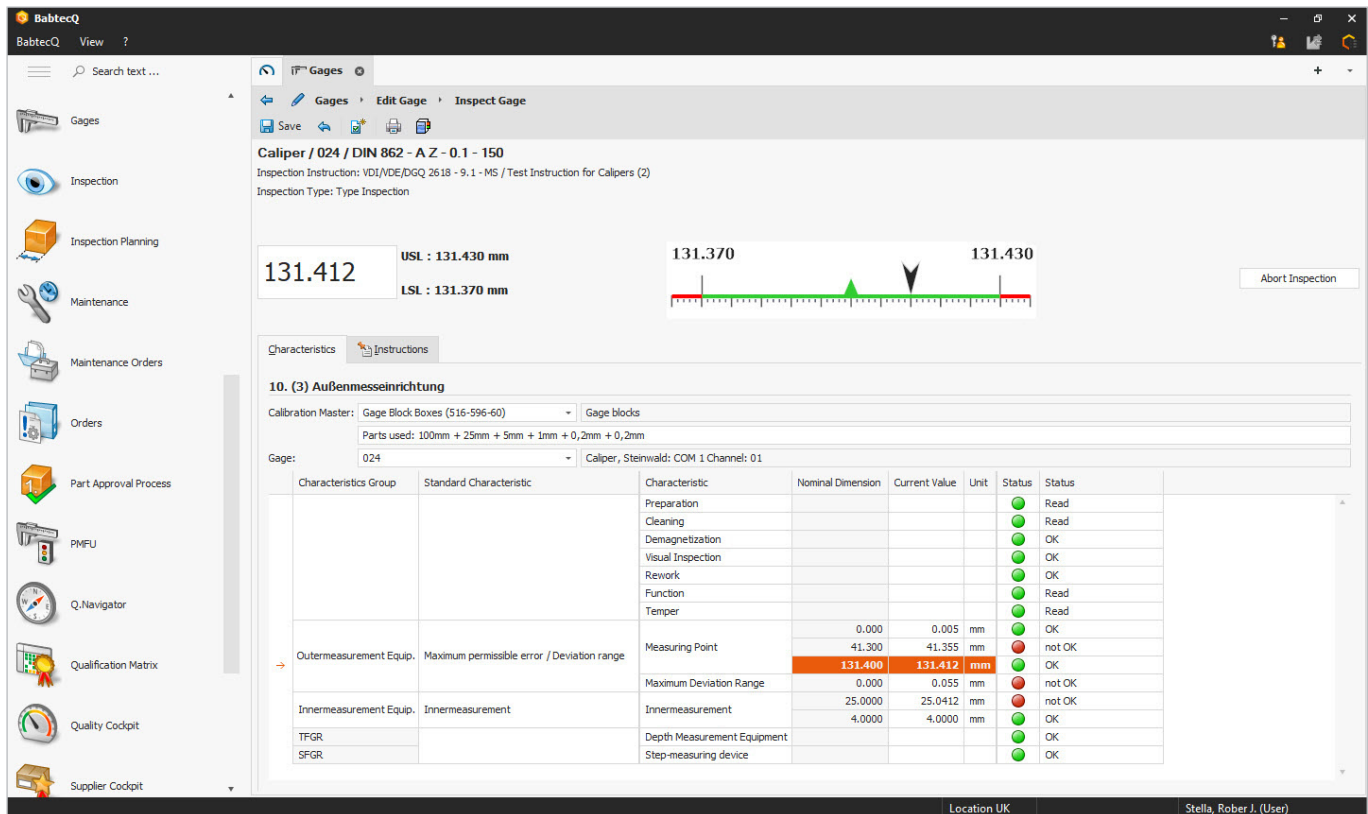 BabtecQ
BabtecQ View ?
Search text ...
Gages
Inspection
Inspection Planning
Maintenance
Maintenance Orders
Orders
Part Approval Process
PMFU
Q.Navigator
Qualification Matrix
Quality Cockpit
Supplier Cockpit
Gages
Gages Edit Gage Inspect Gage
Save
Caliper / 024 / DIN 862 - A Z - 0.1 - 150
Inspection Instruction: VDI/VDE/DGQ 2618 - 9.1 - MS / Test Instruction for Calipers (2)
Inspection Type: Type Inspection
131.412
USL : 131.430 mm
LSL : 131.370 mm
131.370 131.430
Abort Inspection
Characteristics Instructions
10. (3) Außenmesseinrichtung
Calibration Master: Gage Block Boxes (516-596-60) Gage blocks
Parts used: 100mm + 25mm + 5mm + 1mm + 0,2mm + 0,2mm
Gage: 024 Caliper, Steinwald: COM 1 Channel: 01
Characteristics Group Standard Characteristic Characteristic Nominal Dimension Current Value Unit Status Status
Preparation Read
Cleaning Read
Demagnetization OK
Visual Inspection OK
Rework OK
Function Read
Temper Read
Outermeasurement Equip. Maximum permissible error / Deviation range Measuring Point
0.000 0.005 mm OK
41.300 41.355 mm not OK
131.400 131.412 mm OK
Maximum Deviation Range 0.000 0.055 mm not OK
Innermeasurement Equip. Innermeasurement Innermeasurement
25.0000 25.0412 mm not OK
4.0000 4.0000 mm OK
TFGR Depth Measurement Equipment OK
SFGR Step-measuring device OK
Location UK Stella, Rober J. (User)